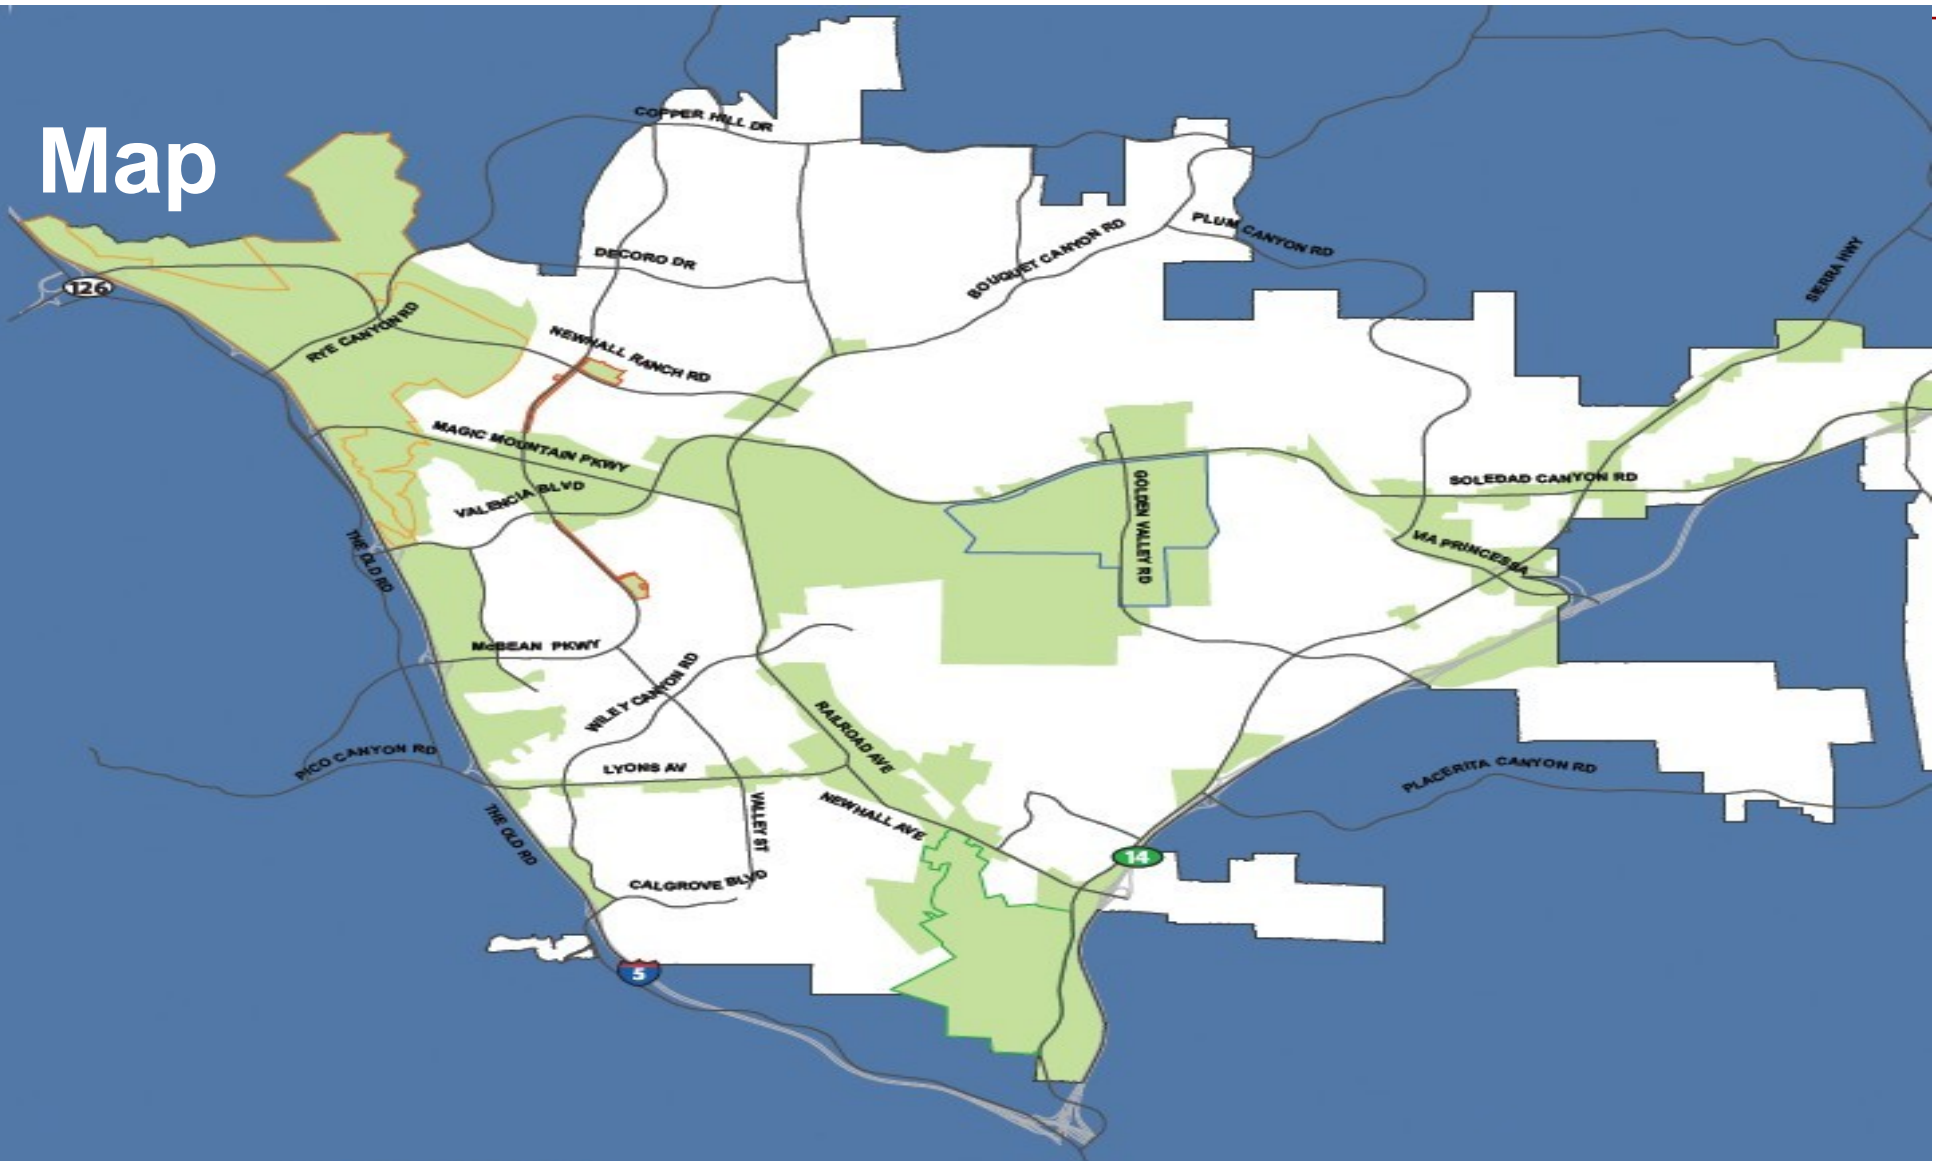 Map
COPPER HILL DR
DECORO DR
BOUQUET CANYON RD
PLUM CANYON RD
SIERRA HWY
126
RYE CANYON RD
NEWHALL RANCH RD
MAGIC MOUNTAIN PKWY
VALENCIA BLVD
GOLDEN VALLEY RD
SOLEDAD CANYON RD
VIA PRINCESSA
THE OLD RD
McBEAN PKWY
WILEY CANYON RD
RAILROAD AVE
PICO CANYON RD
LYONS AV
PLACERITA CANYON RD
THE OLD RD
VALLEY ST
NEWHALL AVE
14
CALGROVE BLVD
5